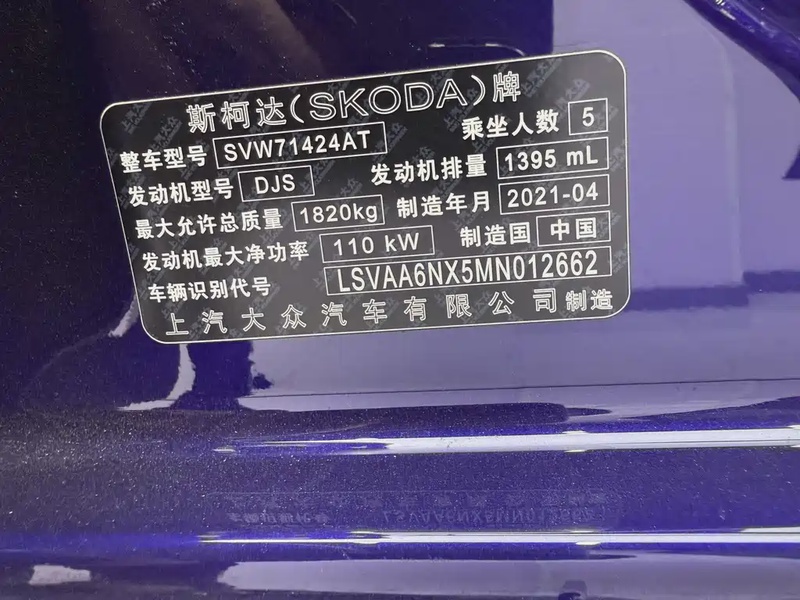 斯柯达(SKODA)牌
整车型号 SVW71424AT 乘坐人数 5
发动机型号 DJS 发动机排量 1395 mL
最大允许总质量 1820kg 制造年月 2021-04
发动机最大净功率 110 kW 制造国 中国
车辆识别代号 LSVAA6NX5MN012662
上汽大众汽车有限公司制造